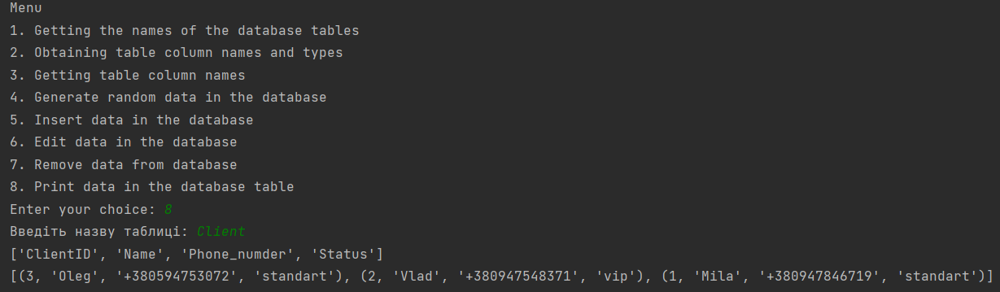 Menu
1. Getting the names of the database tables
2. Obtaining table column names and types
3. Getting table column names
4. Generate random data in the database
5. Insert data in the database
6. Edit data in the database
7. Remove data from database
8. Print data in the database table
Enter your choice: 8
Введіть назву таблиці: Client
['ClientID', 'Name', 'Phone_numder', 'Status']
[(3, 'Oleg', '+380594753072', 'standart'), (2, 'Vlad', '+380947548371', 'vip'), (1, 'Mila', '+380947846719', 'standart')]